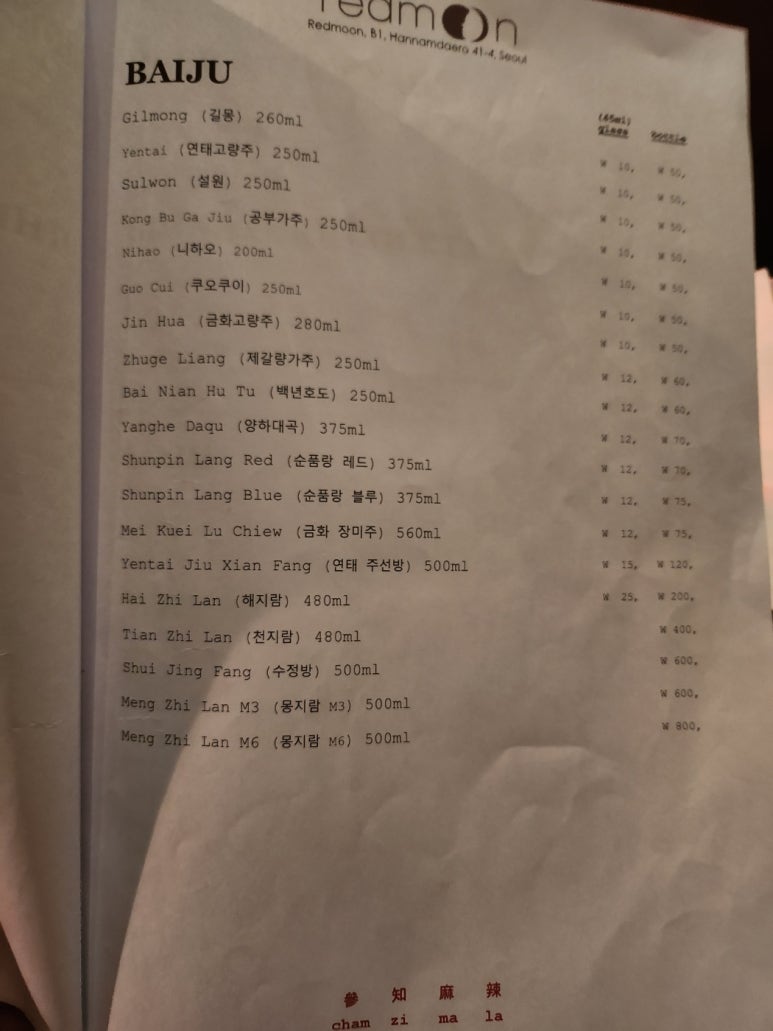 redmoon
Redmoon, B1, Hannamdaero 41-4, Seoul
BAIJU
(45ml)
glass Bottle
Gilmong (길몽) 260ml ₩ 10, ₩ 50,
Yentai (연태고량주) 250ml ₩ 10, ₩ 50,
Sulwon (설원) 250ml ₩ 10, ₩ 50,
Kong Bu Ga Jiu (공부가주) 250ml ₩ 10, ₩ 50,
Nihao (니하오) 200ml ₩ 10, ₩ 50,
Guo Cui (쿠오쿠이) 250ml ₩ 10, ₩ 50,
Jin Hua (금화고량주) 280ml ₩ 10, ₩ 50,
Zhuge Liang (제갈량가주) 250ml ₩ 12, ₩ 60,
Bai Nian Hu Tu (백년호도) 250ml ₩ 12, ₩ 60,
Yanghe Daqu (양하대곡) 375ml ₩ 12, ₩ 70,
Shunpin Lang Red (순품랑 레드) 375ml ₩ 12, ₩ 70,
Shunpin Lang Blue (순품랑 블루) 375ml ₩ 12, ₩ 75,
Mei Kuei Lu Chiew (금화 장미주) 560ml ₩ 12, ₩ 75,
Yentai Jiu Xian Fang (연태 주선방) 500ml ₩ 15, ₩ 120,
Hai Zhi Lan (해지람) 480ml ₩ 25, ₩ 200,
Tian Zhi Lan (천지람) 480ml ₩ 400,
Shui Jing Fang (수정방) 500ml ₩ 600,
Meng Zhi Lan M3 (몽지람 M3) 500ml ₩ 600,
Meng Zhi Lan M6 (몽지람 M6) 500ml ₩ 800,
參 知 麻 辣
cham zi ma la